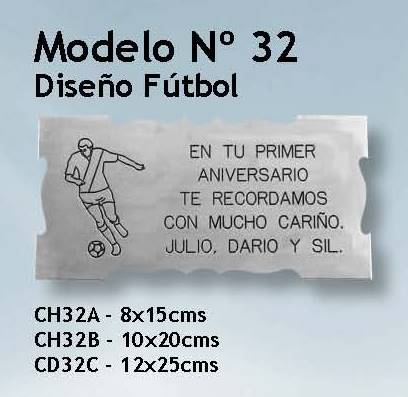 Modelo Nº 32
Diseño Fútbol
EN TU PRIMER
ANIVERSARIO
TE RECORDAMOS
CON MUCHO CARIÑO.
JULIO, DARIO Y SIL.
CH32A - 8x15cms
CH32B - 10x20cms
CD32C - 12x25cms